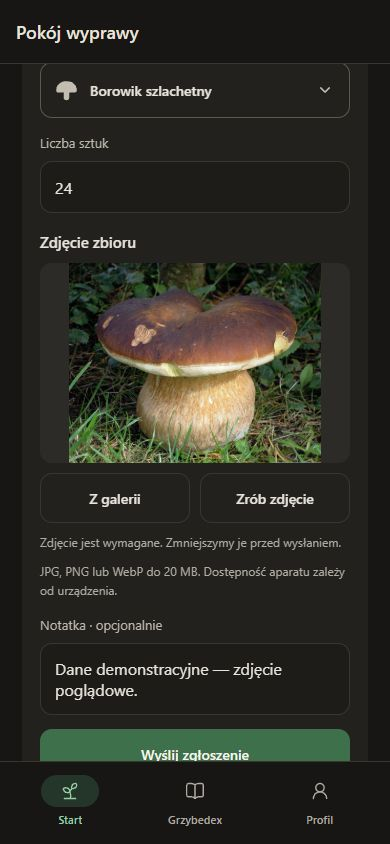 Pokój wyprawy
Borowik szlachetny
Liczba sztuk
24
Zdjęcie zbioru
Z galerii
Zrób zdjęcie
Zdjęcie jest wymagane. Zmniejszymy je przed wysłaniem.
JPG, PNG lub WebP do 20 MB. Dostępność aparatu zależy
od urządzenia.
Notatka · opcjonalnie
Dane demonstracyjne — zdjęcie
poglądowe.
Wyślij zgłoszenie
Start
Grzybedex
Profil